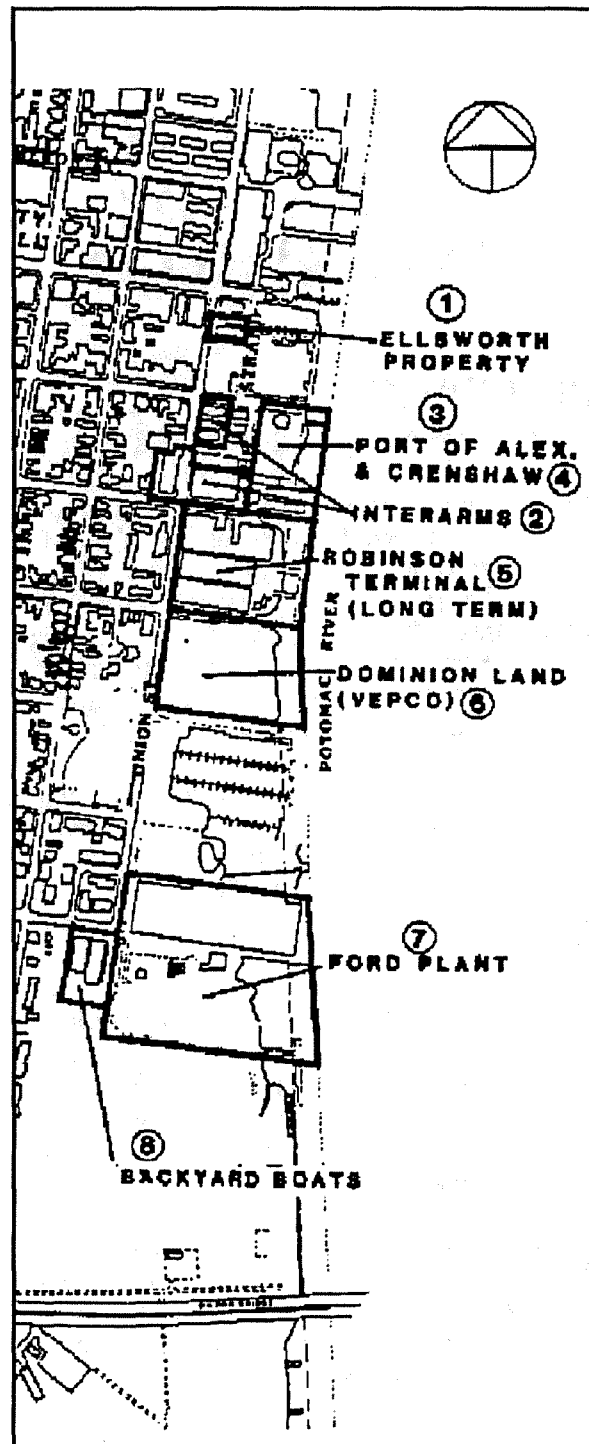 ①
ELLSWORTH
PROPERTY
③
PORT OF ALEX.
& CRENSHAW ④
INTERARMS ②
ROBINSON
TERMINAL ⑤
(LONG TERM)
DOMINION LAND
(VEPCO) ⑥
POTOMAC RIVER
UNION ST
⑦
FORD PLANT
⑧
BACKYARD BOATS